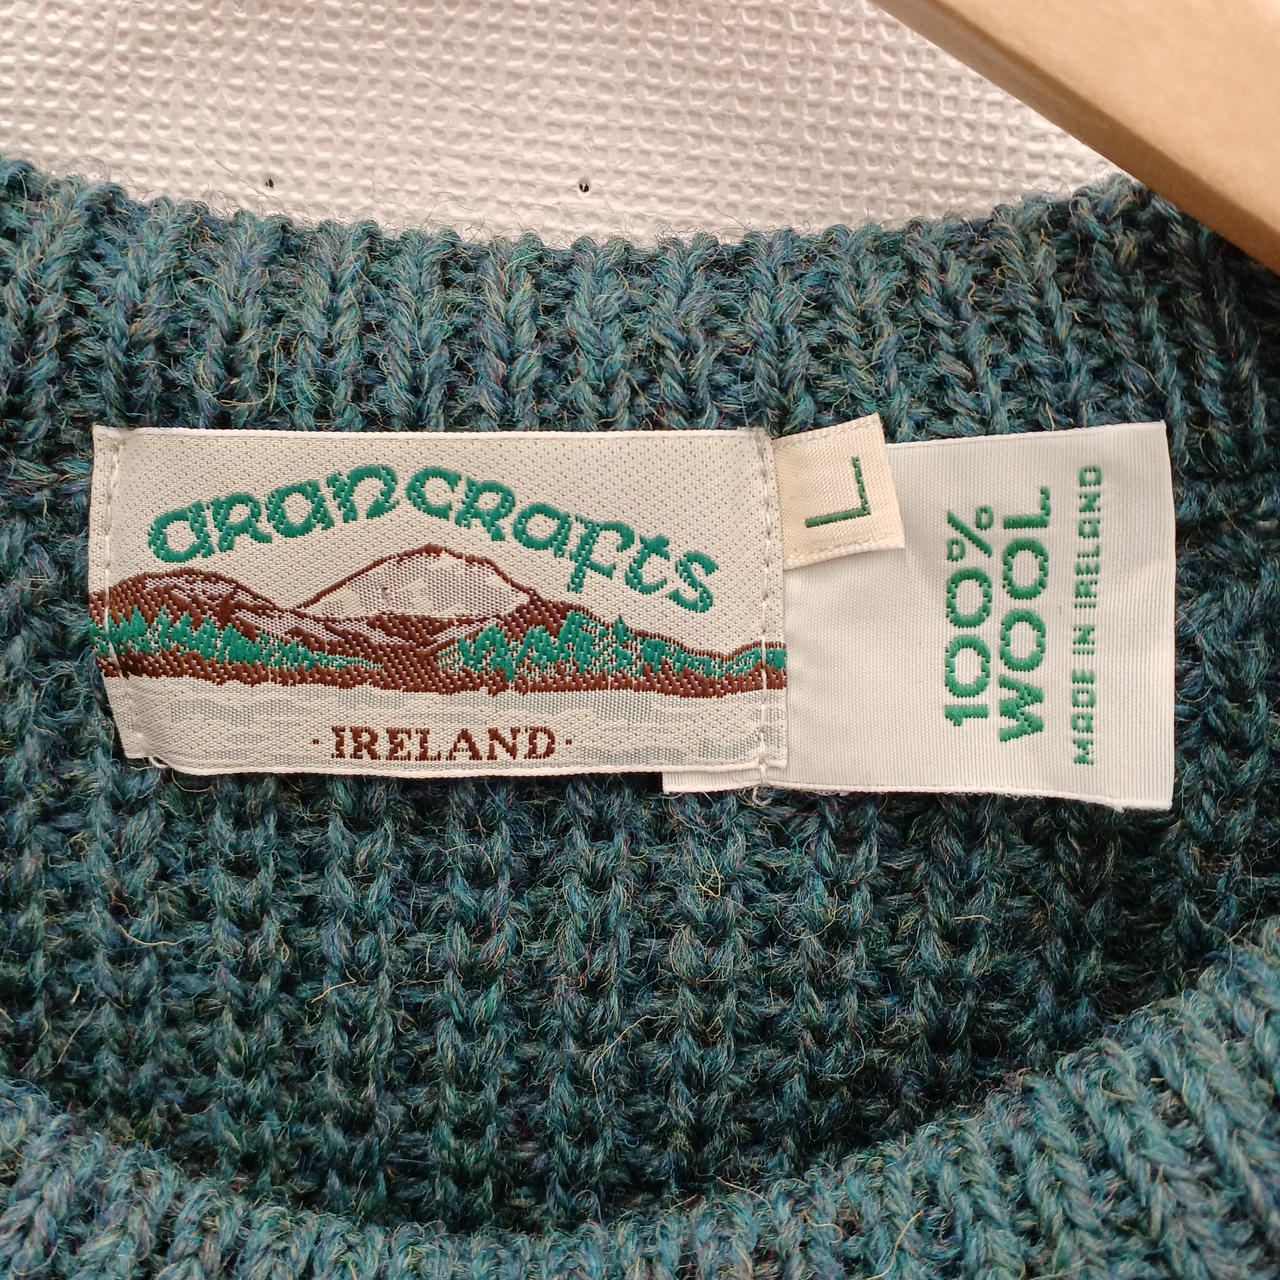 arancrafts
·IRELAND·
L
100%
WOOL
MADE IN IRELAND